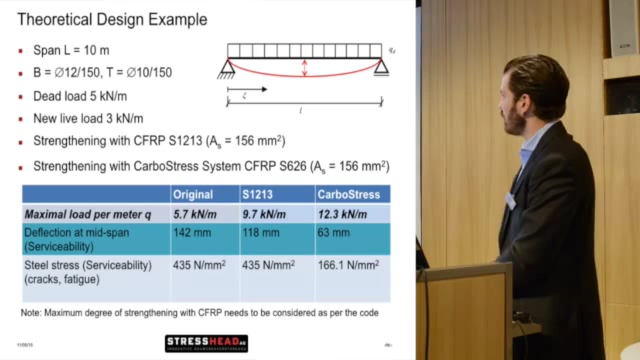 Theoretical Design Example
Span L = 10 m
B = ∅12/150, T = ∅10/150
Dead load 5 kN/m
New live load 3 kN/m
Strengthening with CFRP S1213 (As = 156 mm²)
Strengthening with CarboStress System CFRP S626 (As = 156 mm²)
qd
ξ
l
Original S1213 CarboStress
Maximal load per meter q 5.7 kN/m 9.7 kN/m 12.3 kN/m
Deflection at mid-span 142 mm 118 mm 63 mm
(Serviceability)
Steel stress (Serviceability) 435 N/mm² 435 N/mm² 166.1 N/mm²
(cracks, fatigue)
Note: Maximum degree of strengthening with CFRP needs to be considered as per the code
STRESSHEAD AG